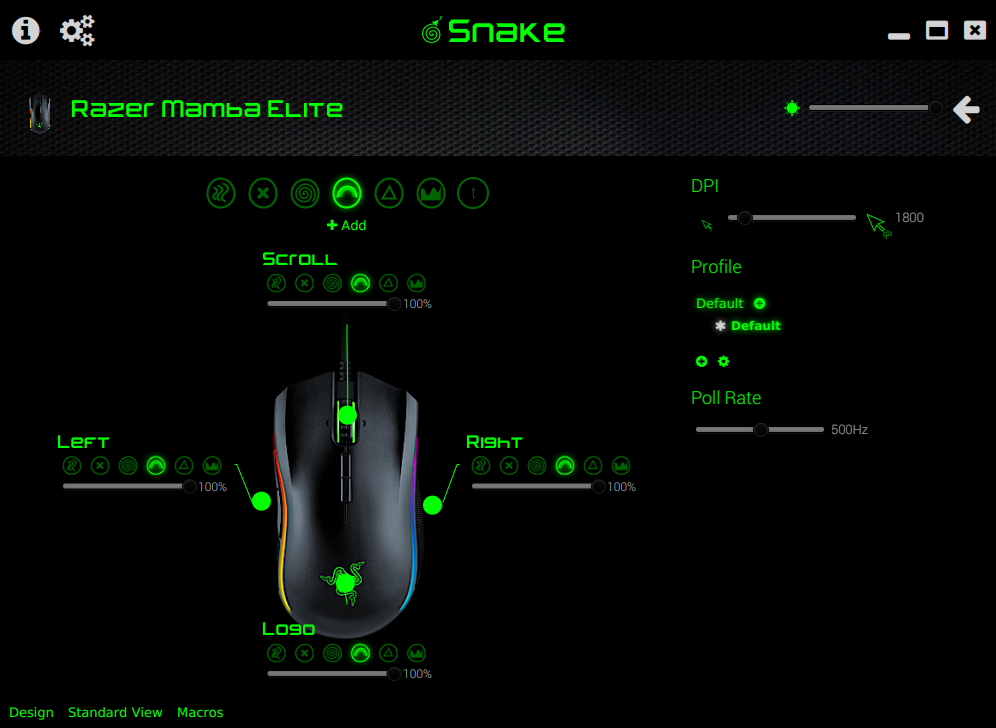 Snake
Razer Mamba Elite
t
DPI
Add
1800
Scroll
100%
Profile
Default
Default
Poll Rate
500Hz
Left
Right
100%
100%
Logo
100%
Design Standard View Macros